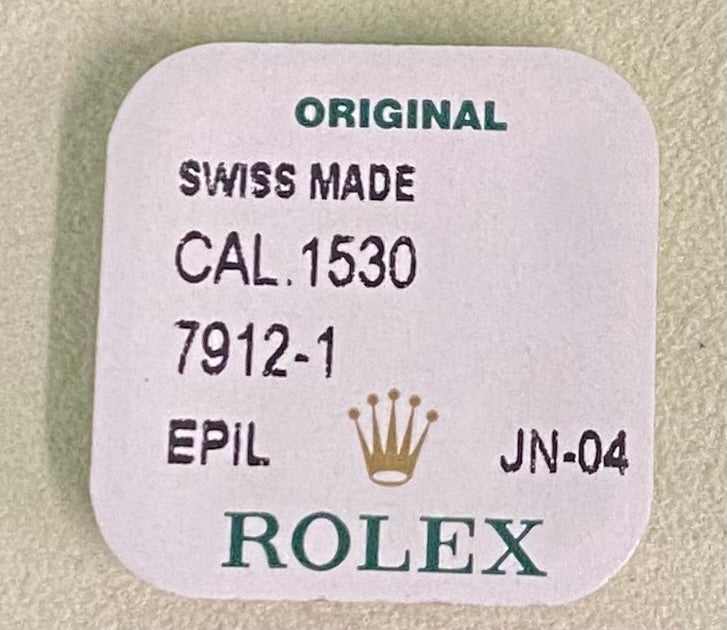 ORIGINAL
SWISS MADE
CAL.1530
7912-1
EPIL JN-04
ROLEX